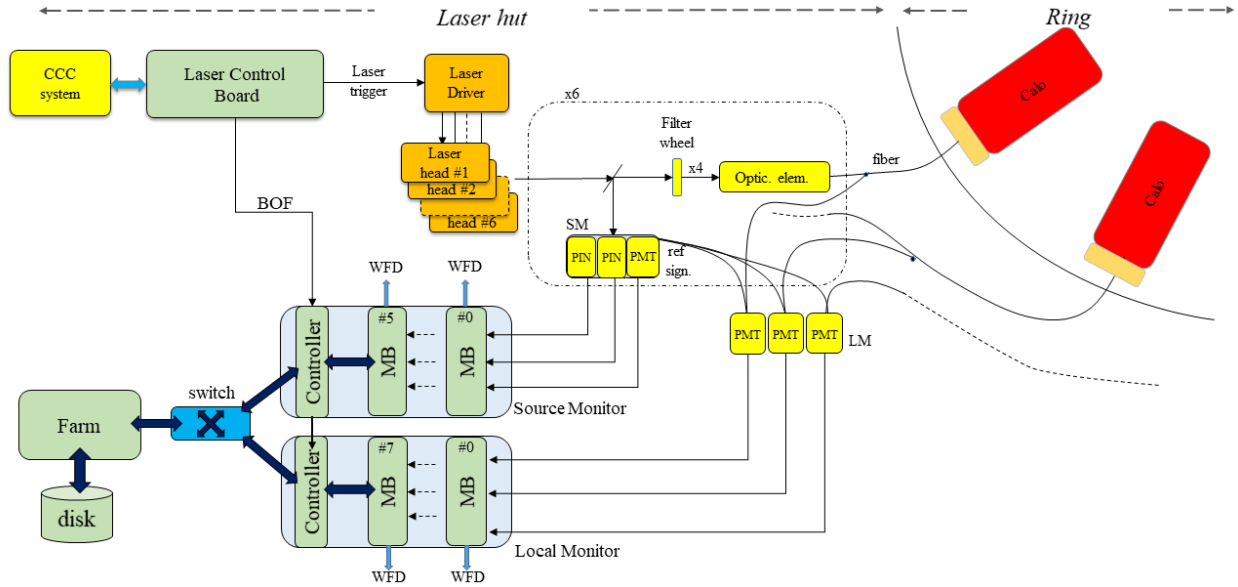 Laser hut
Ring
CCC
system
Laser Control
Board
Laser
trigger
Laser
Driver
x6
Calo
Calo
Laser
head #1
head #2
head #6
Filter
wheel
x4
Optic. elem.
fiber
BOF
SM
PIN
PIN
PMT
ref
sign.
WFD
WFD
PMT
PMT
PMT
LM
Controller
#5
MB
#0
MB
Source Monitor
switch
Farm
disk
Controller
#7
MB
#0
MB
Local Monitor
WFD
WFD